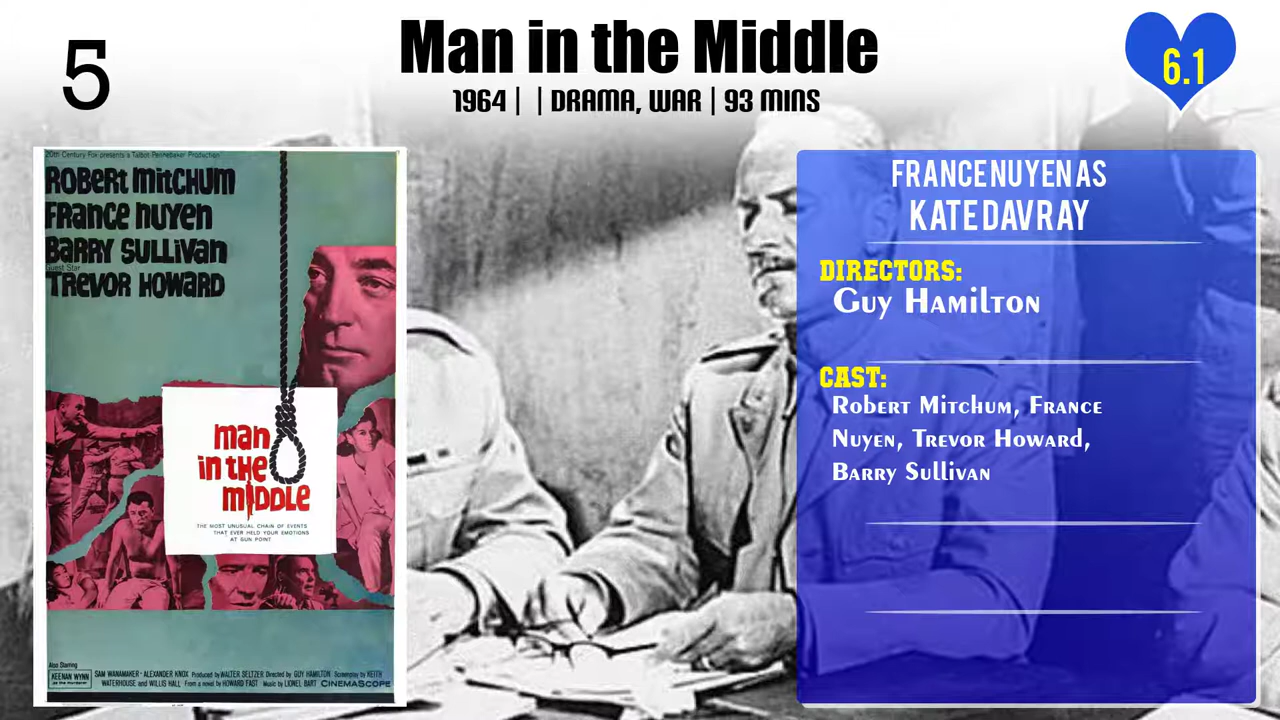 5
Man in the Middle
6.1
1964 | | DRAMA, WAR | 93 MINS
20th Century Fox presents a Talbot-Pennebaker Production
ROBERT MITCHUM
FRANCE NUYEN
BARRY SULLIVAN
Guest Star
TREVOR HOWARD
man
in the
middle
THE MOST UNUSUAL CHAIN OF EVENTS
THAT EVER HELD YOUR EMOTIONS
AT GUN POINT
Also Starring
KEENAN WYNN
as the murderer
SAM WANAMAKER · ALEXANDER KNOX Produced by WALTER SELTZER Directed by GUY HAMILTON Screenplay by KEITH
WATERHOUSE and WILLIS HALL From a novel by HOWARD FAST Music by LIONEL BART CINEMASCOPE
FRANCE NUYEN AS
KATE DAVRAY
DIRECTORS:
Guy Hamilton
CAST:
Robert Mitchum, France
Nuyen, Trevor Howard,
Barry Sullivan